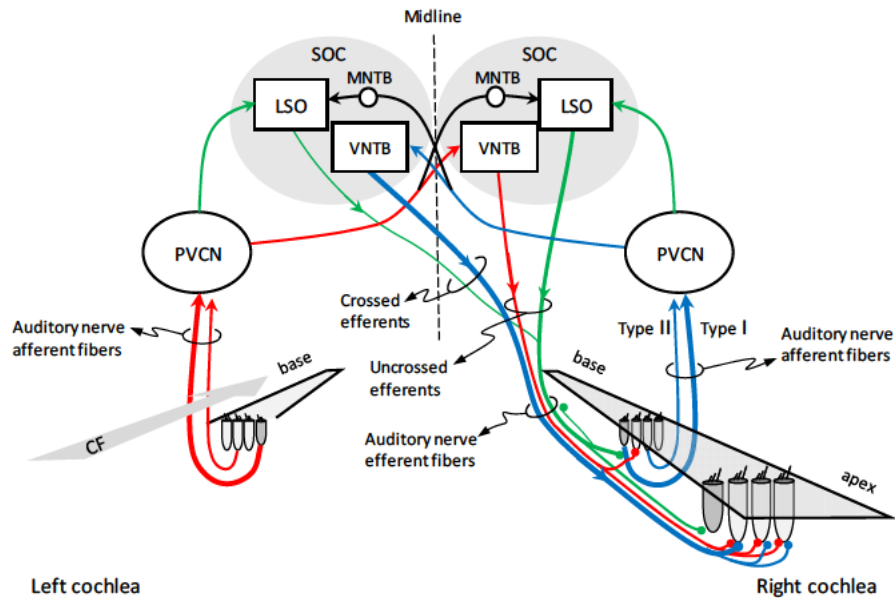 Midline
SOC
SOC
MNTB
MNTB
LSO
LSO
VNTB
VNTB
PVCN
PVCN
Crossed
efferents
Auditory nerve
afferent fibers
Type II
Type I
Auditory nerve
afferent fibers
base
Uncrossed
efferents
base
CF
Auditory nerve
efferent fibers
apex
Left cochlea
Right cochlea